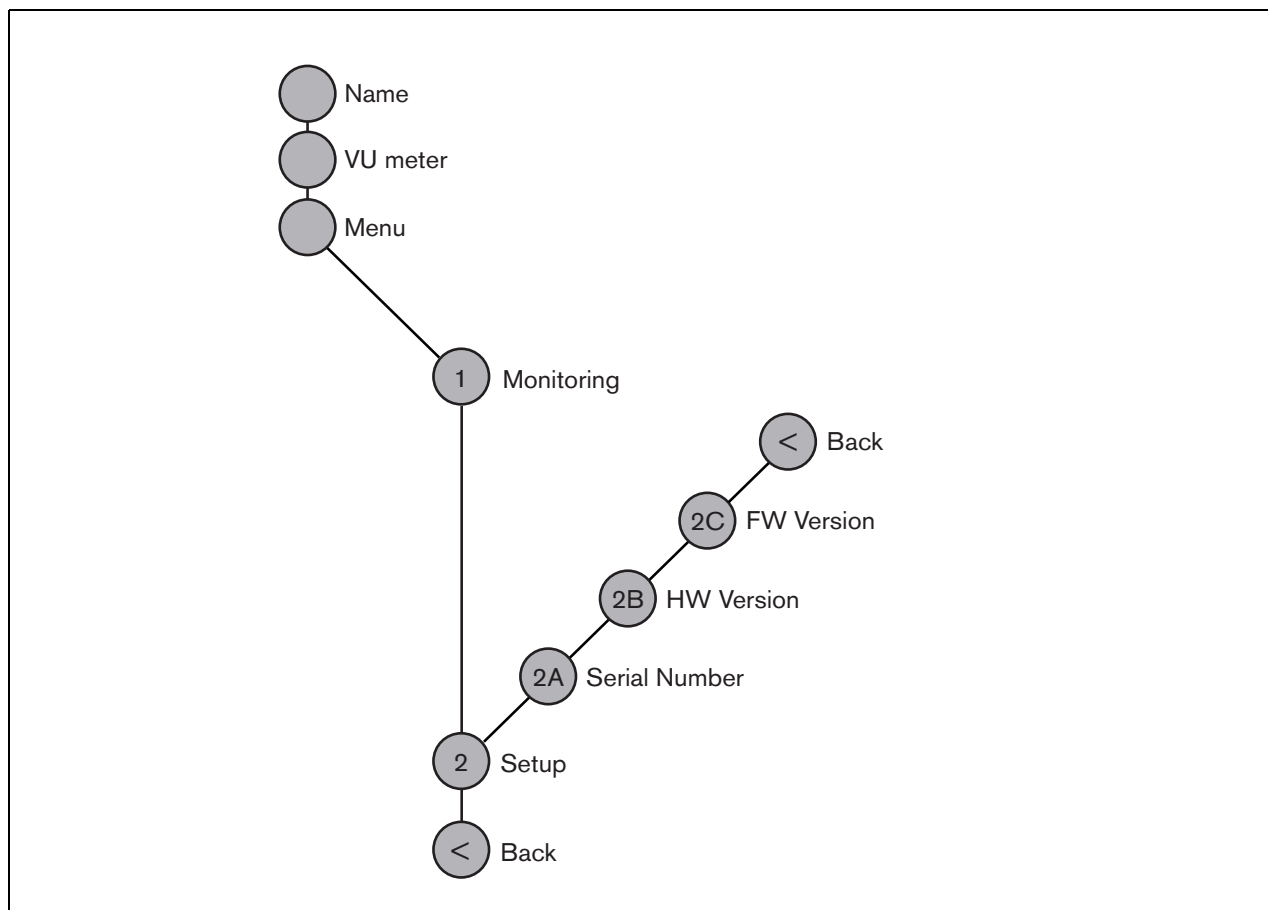 Name
VU meter
Menu
1 Monitoring
< Back
2C FW Version
2B HW Version
2A Serial Number
2 Setup
< Back